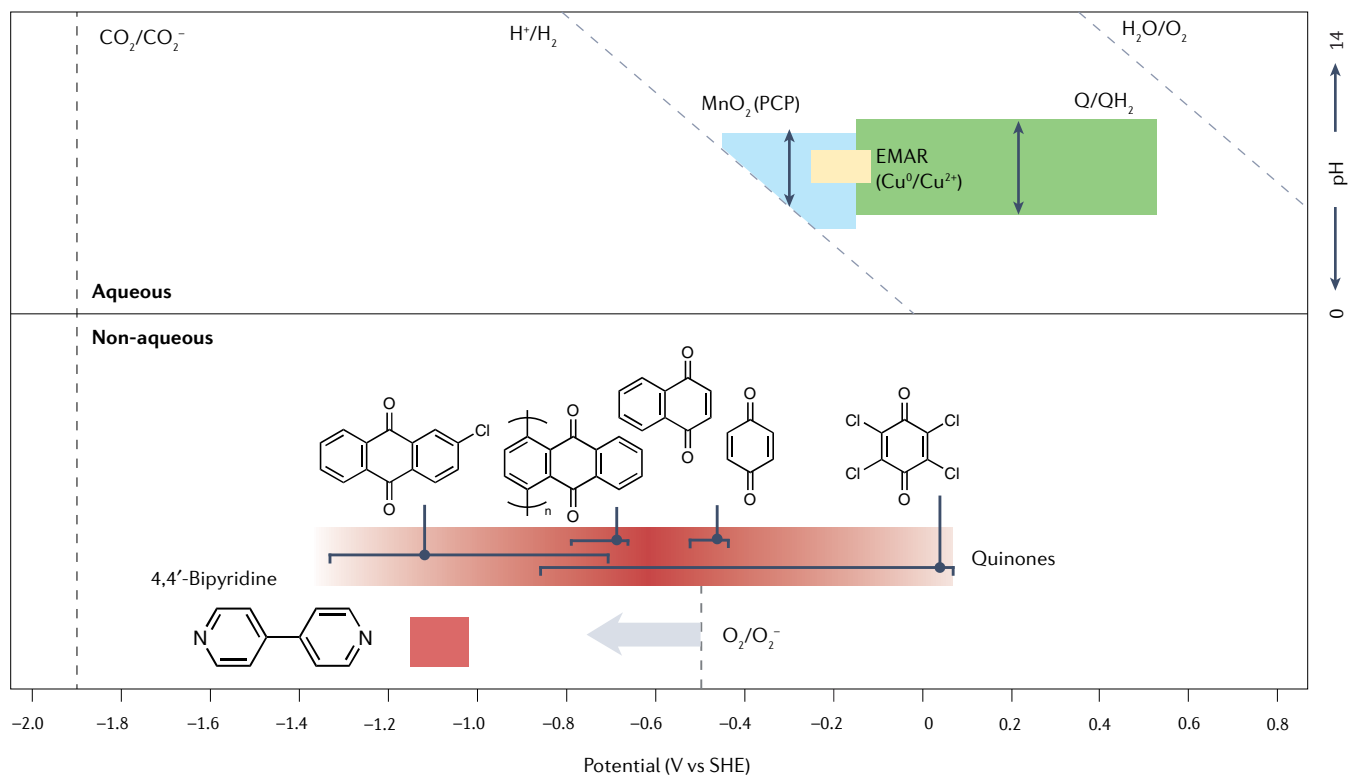 CO₂/CO₂⁻
H⁺/H₂
H₂O/O₂
14
MnO₂ (PCP)
Q/QH₂
EMAR
(Cu⁰/Cu²⁺)
pH
Aqueous
0
Non-aqueous
O
O
Cl
O
O
n
O
O
O
O
O
Cl
Cl
Cl
Cl
O
Quinones
4,4′-Bipyridine
N
N
O₂/O₂⁻
−2.0 −1.8 −1.6 −1.4 −1.2 −1.0 −0.8 −0.6 −0.4 −0.2 0 0.2 0.4 0.6 0.8
Potential (V vs SHE)